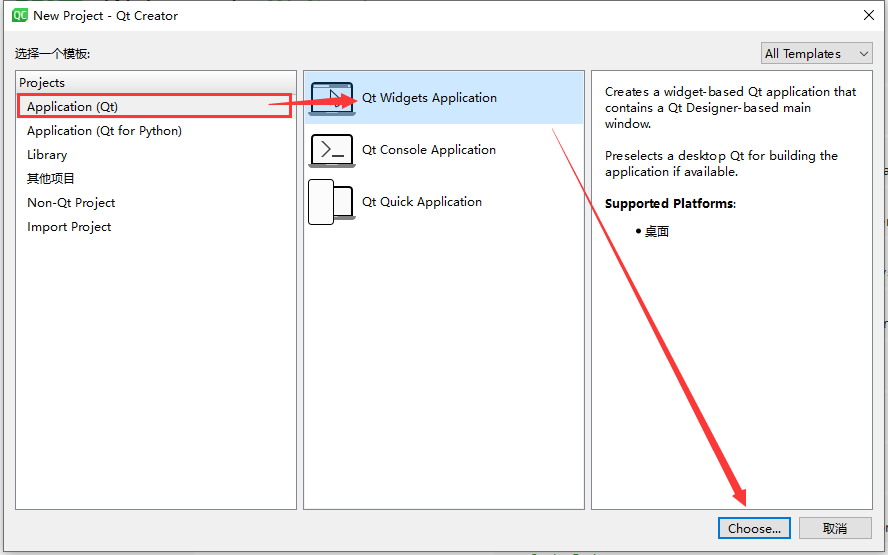 QC New Project - Qt Creator
选择一个模板:
All Templates
Projects
Application (Qt)
Application (Qt for Python)
Library
其他项目
Non-Qt Project
Import Project
Qt Widgets Application
Qt Console Application
Qt Quick Application
Creates a widget-based Qt application that
contains a Qt Designer-based main
window.
Preselects a desktop Qt for building the
application if available.
Supported Platforms:
• 桌面
Choose...
取消